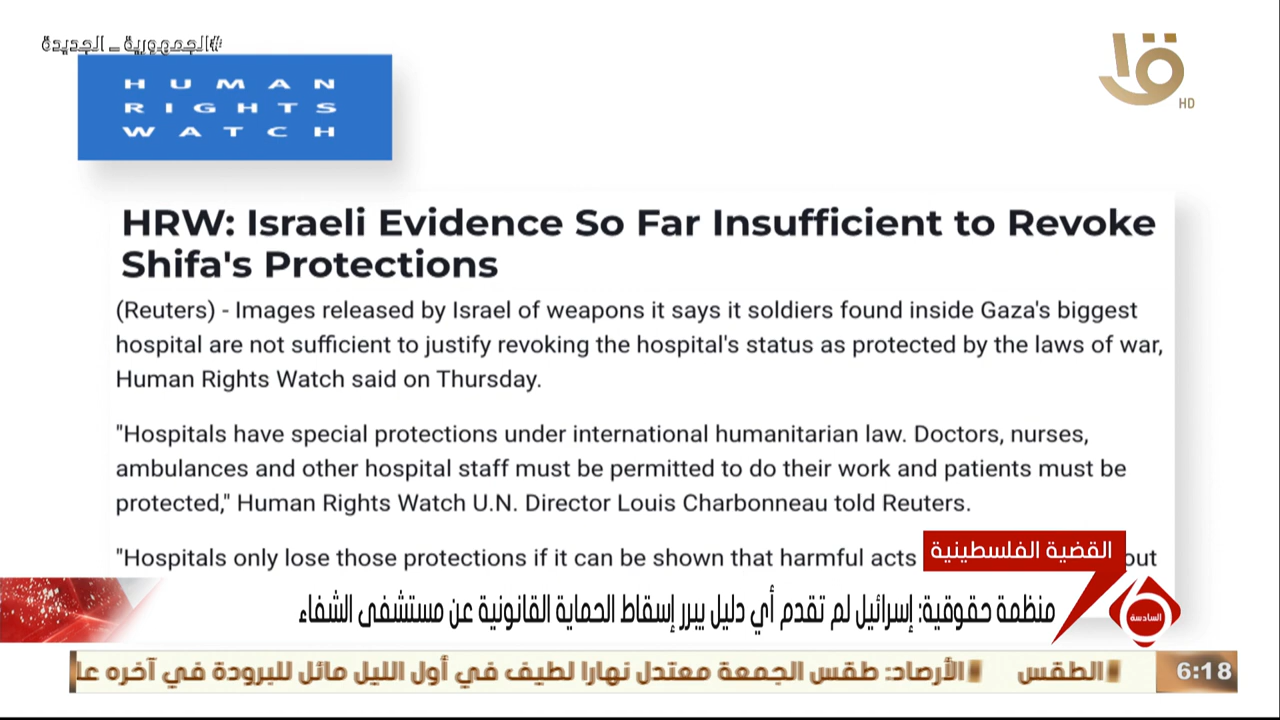 #الجمهورية_الجديدة
HD
HUMAN
RIGHTS
WATCH
HRW: Israeli Evidence So Far Insufficient to Revoke
Shifa's Protections
(Reuters) - Images released by Israel of weapons it says it soldiers found inside Gaza's biggest
hospital are not sufficient to justify revoking the hospital's status as protected by the laws of war,
Human Rights Watch said on Thursday.
"Hospitals have special protections under international humanitarian law. Doctors, nurses,
ambulances and other hospital staff must be permitted to do their work and patients must be
protected," Human Rights Watch U.N. Director Louis Charbonneau told Reuters.
"Hospitals only lose those protections if it can be shown that harmful acts
القضية الفلسطينية
السادسة
منظمة حقوقية: إسرائيل لم تقدم أي دليل يبرر إسقاط الحماية القانونية عن مستشفى الشفاء
6:18
الطقس
الأرصاد: طقس الجمعة معتدل نهارا لطيف في أول الليل مائل للبرودة في آخره